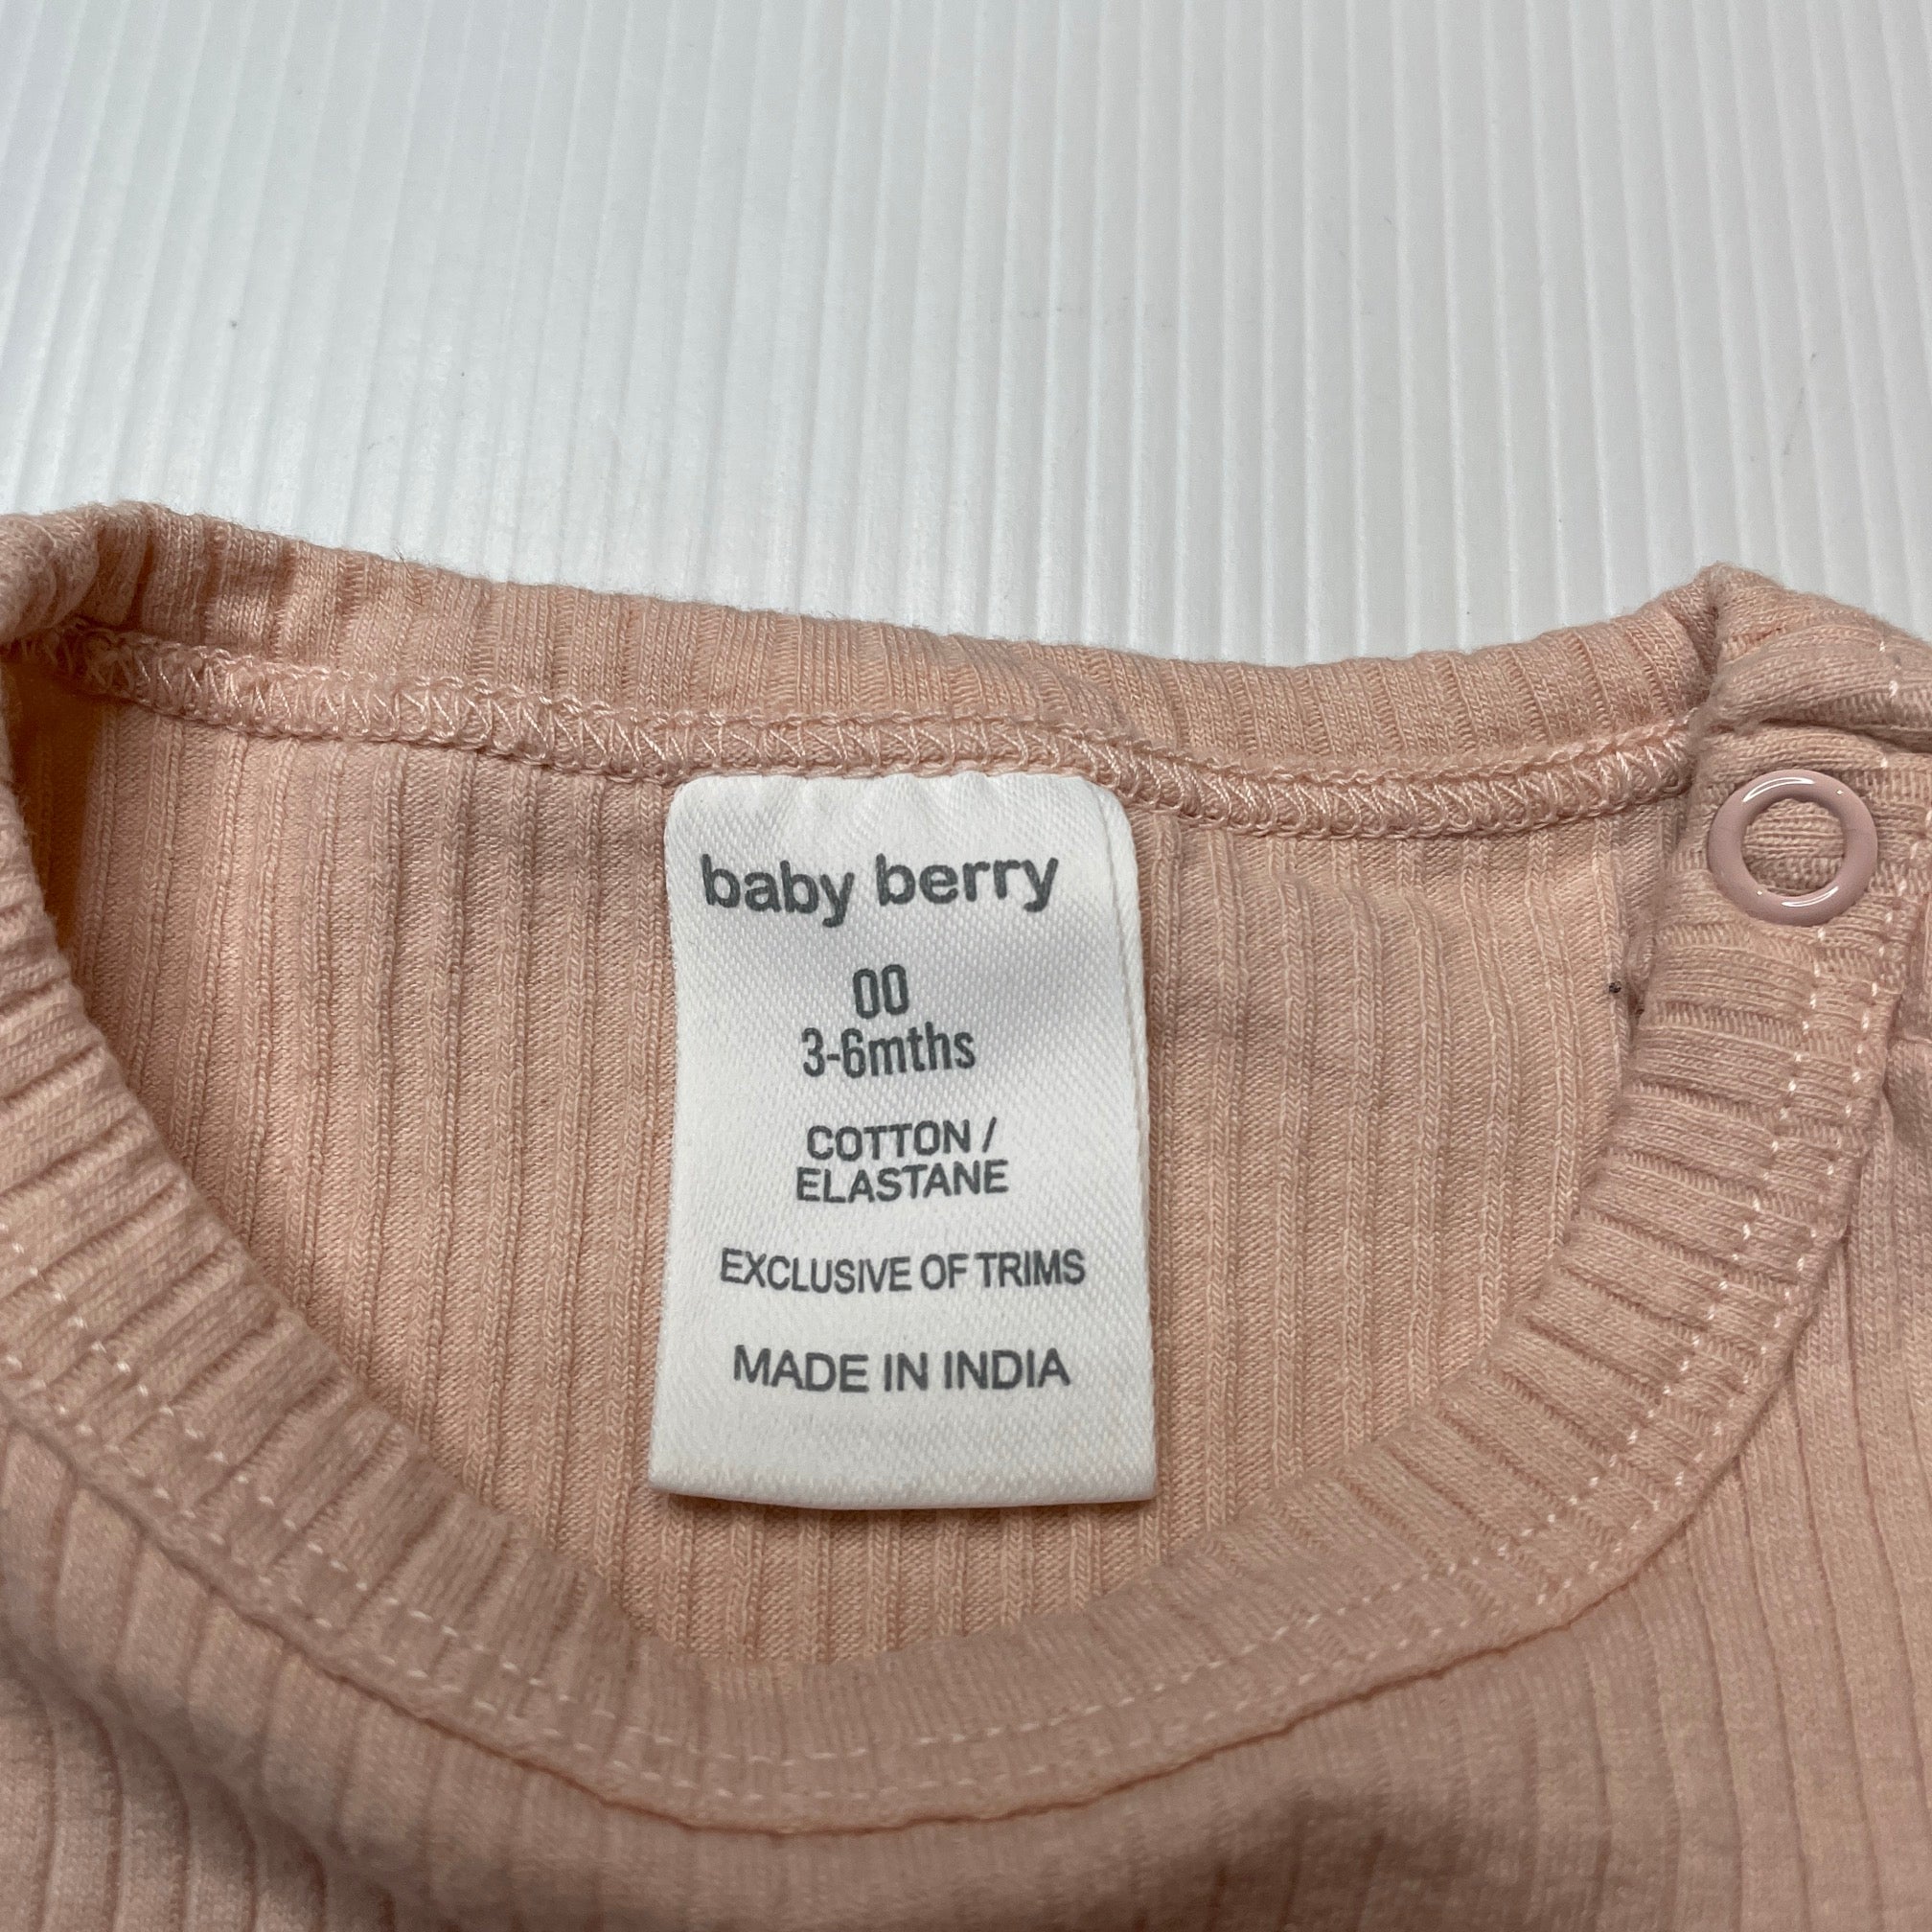 baby berry
00
3-6mths
COTTON /
ELASTANE
EXCLUSIVE OF TRIMS
MADE IN INDIA